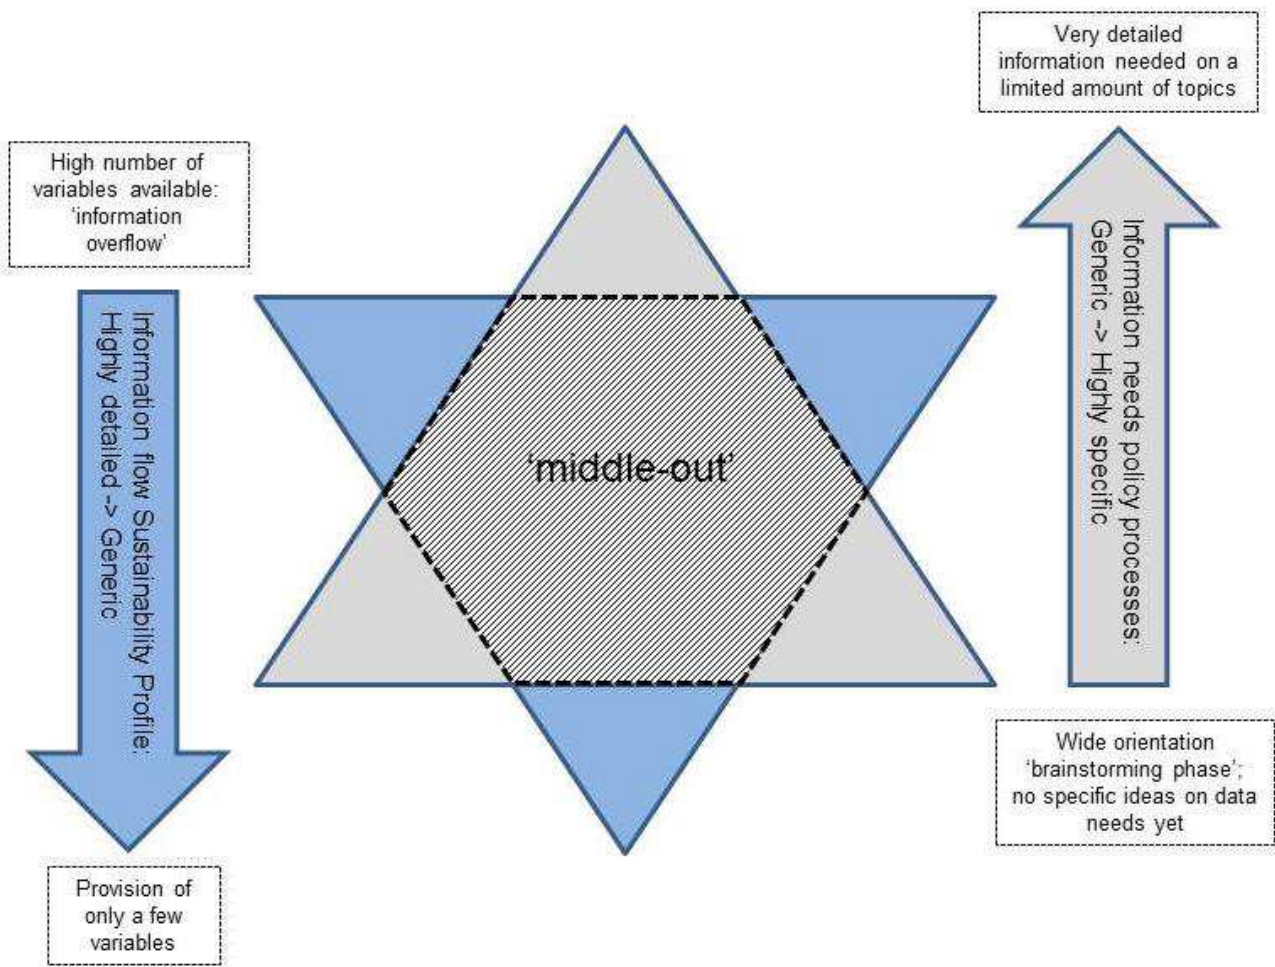 Very detailed
information needed on a
limited amount of topics
High number of
variables available:
‘information
overflow’
Information flow Sustainability Profile:
Highly detailed -> Generic
‘middle-out’
Information needs policy processes:
Generic -> Highly specific
Wide orientation
‘brainstorming phase’;
no specific ideas on data
needs yet
Provision of
only a few
variables